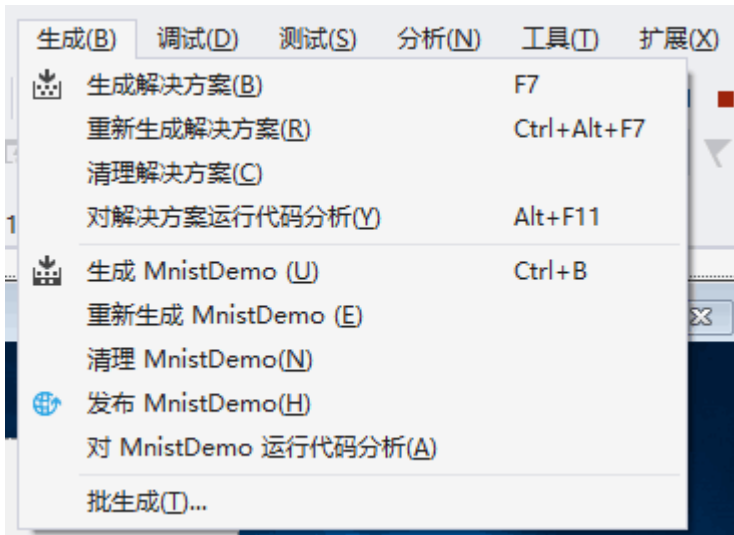 生成(B) 调试(D) 测试(S) 分析(N) 工具(T) 扩展(X)
生成解决方案(B) F7
重新生成解决方案(R) Ctrl+Alt+F7
清理解决方案(C)
对解决方案运行代码分析(Y) Alt+F11
1
生成 MnistDemo (U) Ctrl+B
重新生成 MnistDemo (E)
清理 MnistDemo(N)
发布 MnistDemo(H)
对 MnistDemo 运行代码分析(A)
批生成(T)...